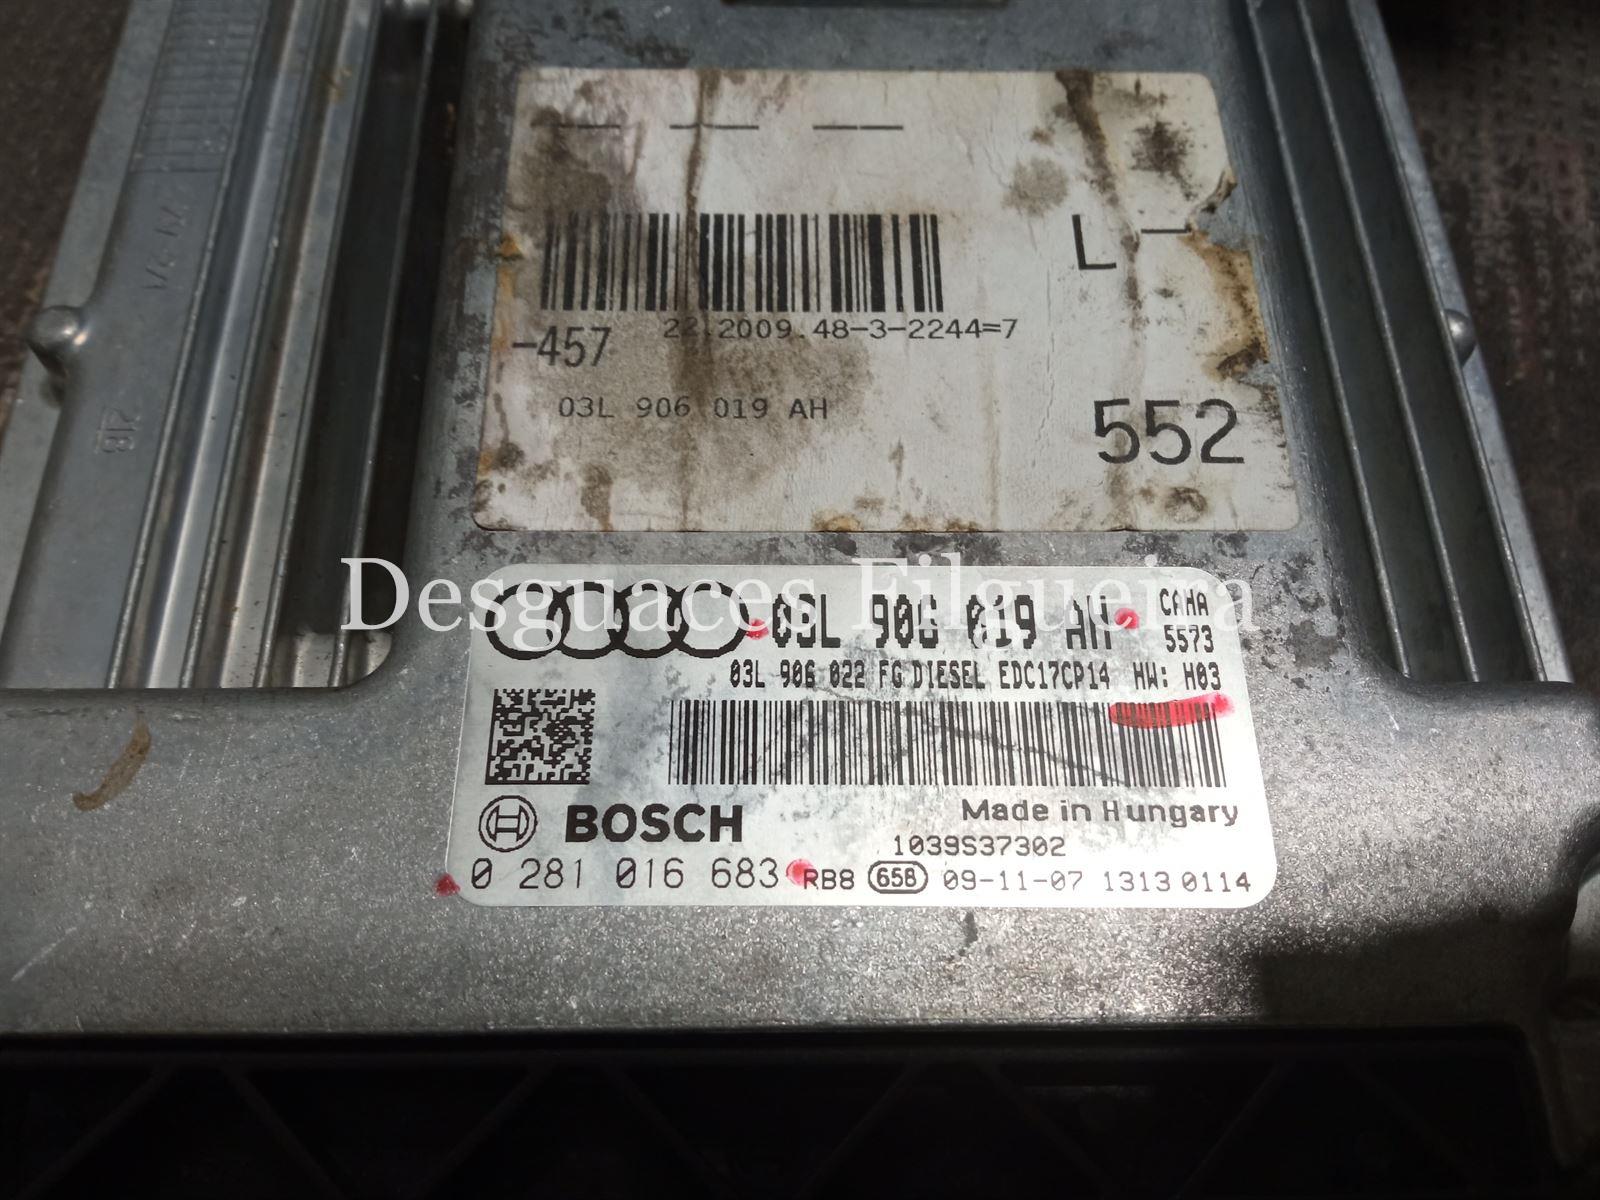 L-
22.2009.48-3-2244=7
-457
03L 906 019 AH
552
21B
Desguaces Filgueira
03L 906 019 AH
CAHA
5573
03L 906 022 FG DIESEL EDC17CP14 HW: H03
BOSCH
Made in Hungary
1039S37302
0 281 016 683 RB8 658 09-11-07 1313 0114